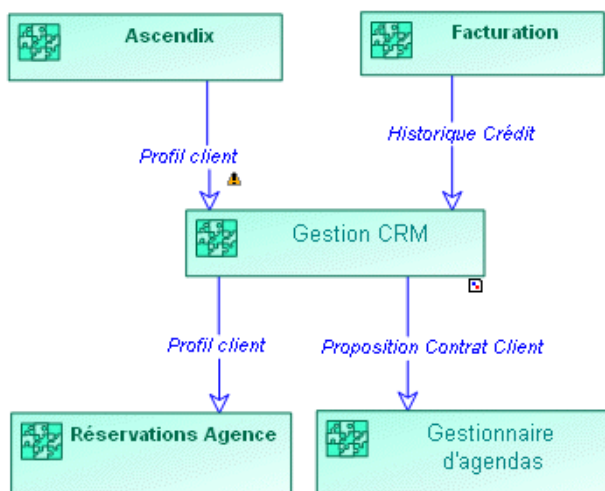 Ascendix
Facturation
Historique Crédit
Profil client
Gestion CRM
Profil client
Proposition Contrat Client
Réservations Agence
Gestionnaire
d'agendas